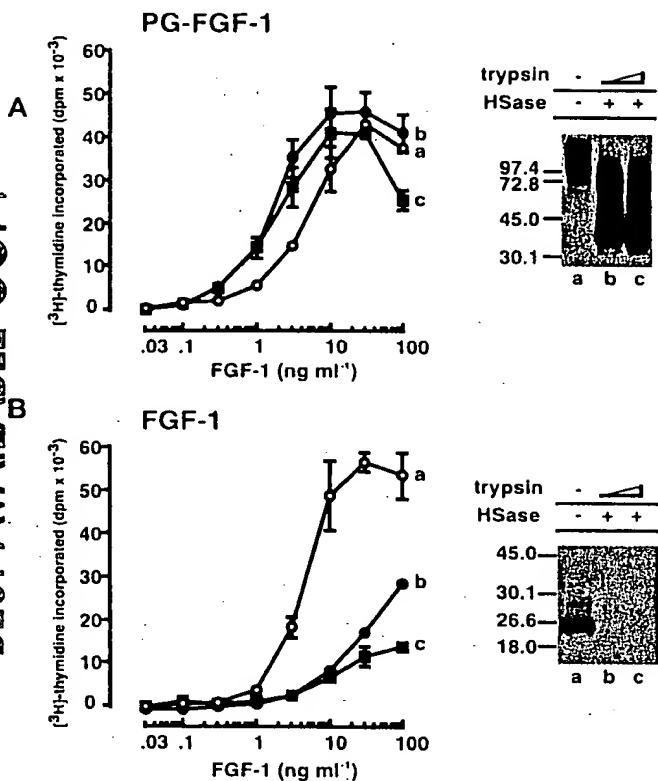 PG-FGF-1
A
[³H]-thymidine incorporated (dpm x 10⁻³)
60
50
40
30
20
10
0
b
a
c
.03 .1 1 10 100
FGF-1 (ng ml⁻¹)
trypsin -
HSase - + +
97.4
72.8
45.0
30.1
a b c
B
FGF-1
[³H]-thymidine incorporated (dpm x 10⁻³)
60
50
40
30
20
10
0
a
b
c
.03 .1 1 10 100
FGF-1 (ng ml⁻¹)
trypsin -
HSase - + +
45.0
30.1
26.6
18.0
a b c